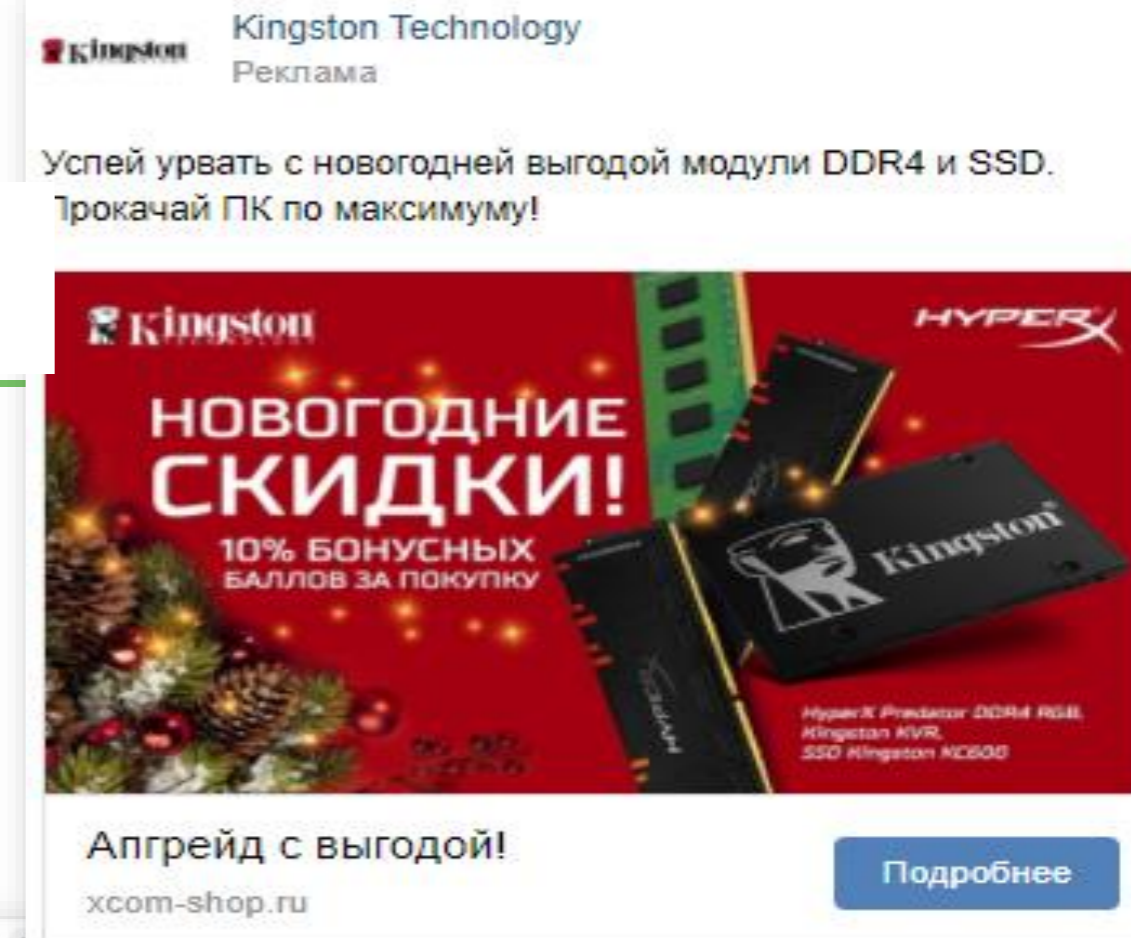 Kingston
Kingston Technology
Реклама
Успей урвать с новогодней выгодой модули DDR4 и SSD.
Прокачай ПК по максимуму!
Kingston
HYPERX
НОВОГОДНИЕ
СКИДКИ!
10% БОНУСНЫХ
БАЛЛОВ ЗА ПОКУПКУ
Kingston
HYPERX
HyperX Predator DDR4 RGB,
Kingston KVR,
SSD Kingston KC600
Апгрейд с выгодой!
xcom-shop.ru
Подробнее